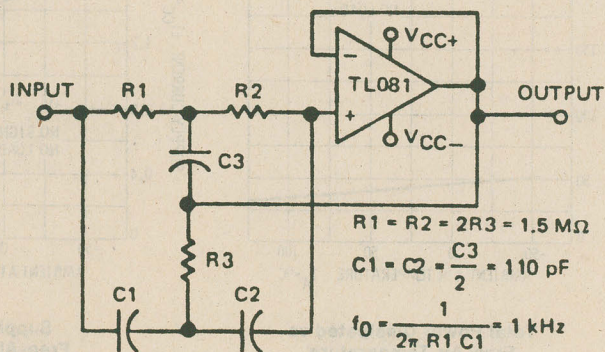 VCC+
INPUT
R1
R2
−
TL081
+
OUTPUT
VCC−
C3
R1 = R2 = 2R3 = 1.5 MΩ
R3
C1 = C2 = C3/2 = 110 pF
C1
C2
fO = 1/(2π R1 C1) = 1 kHz